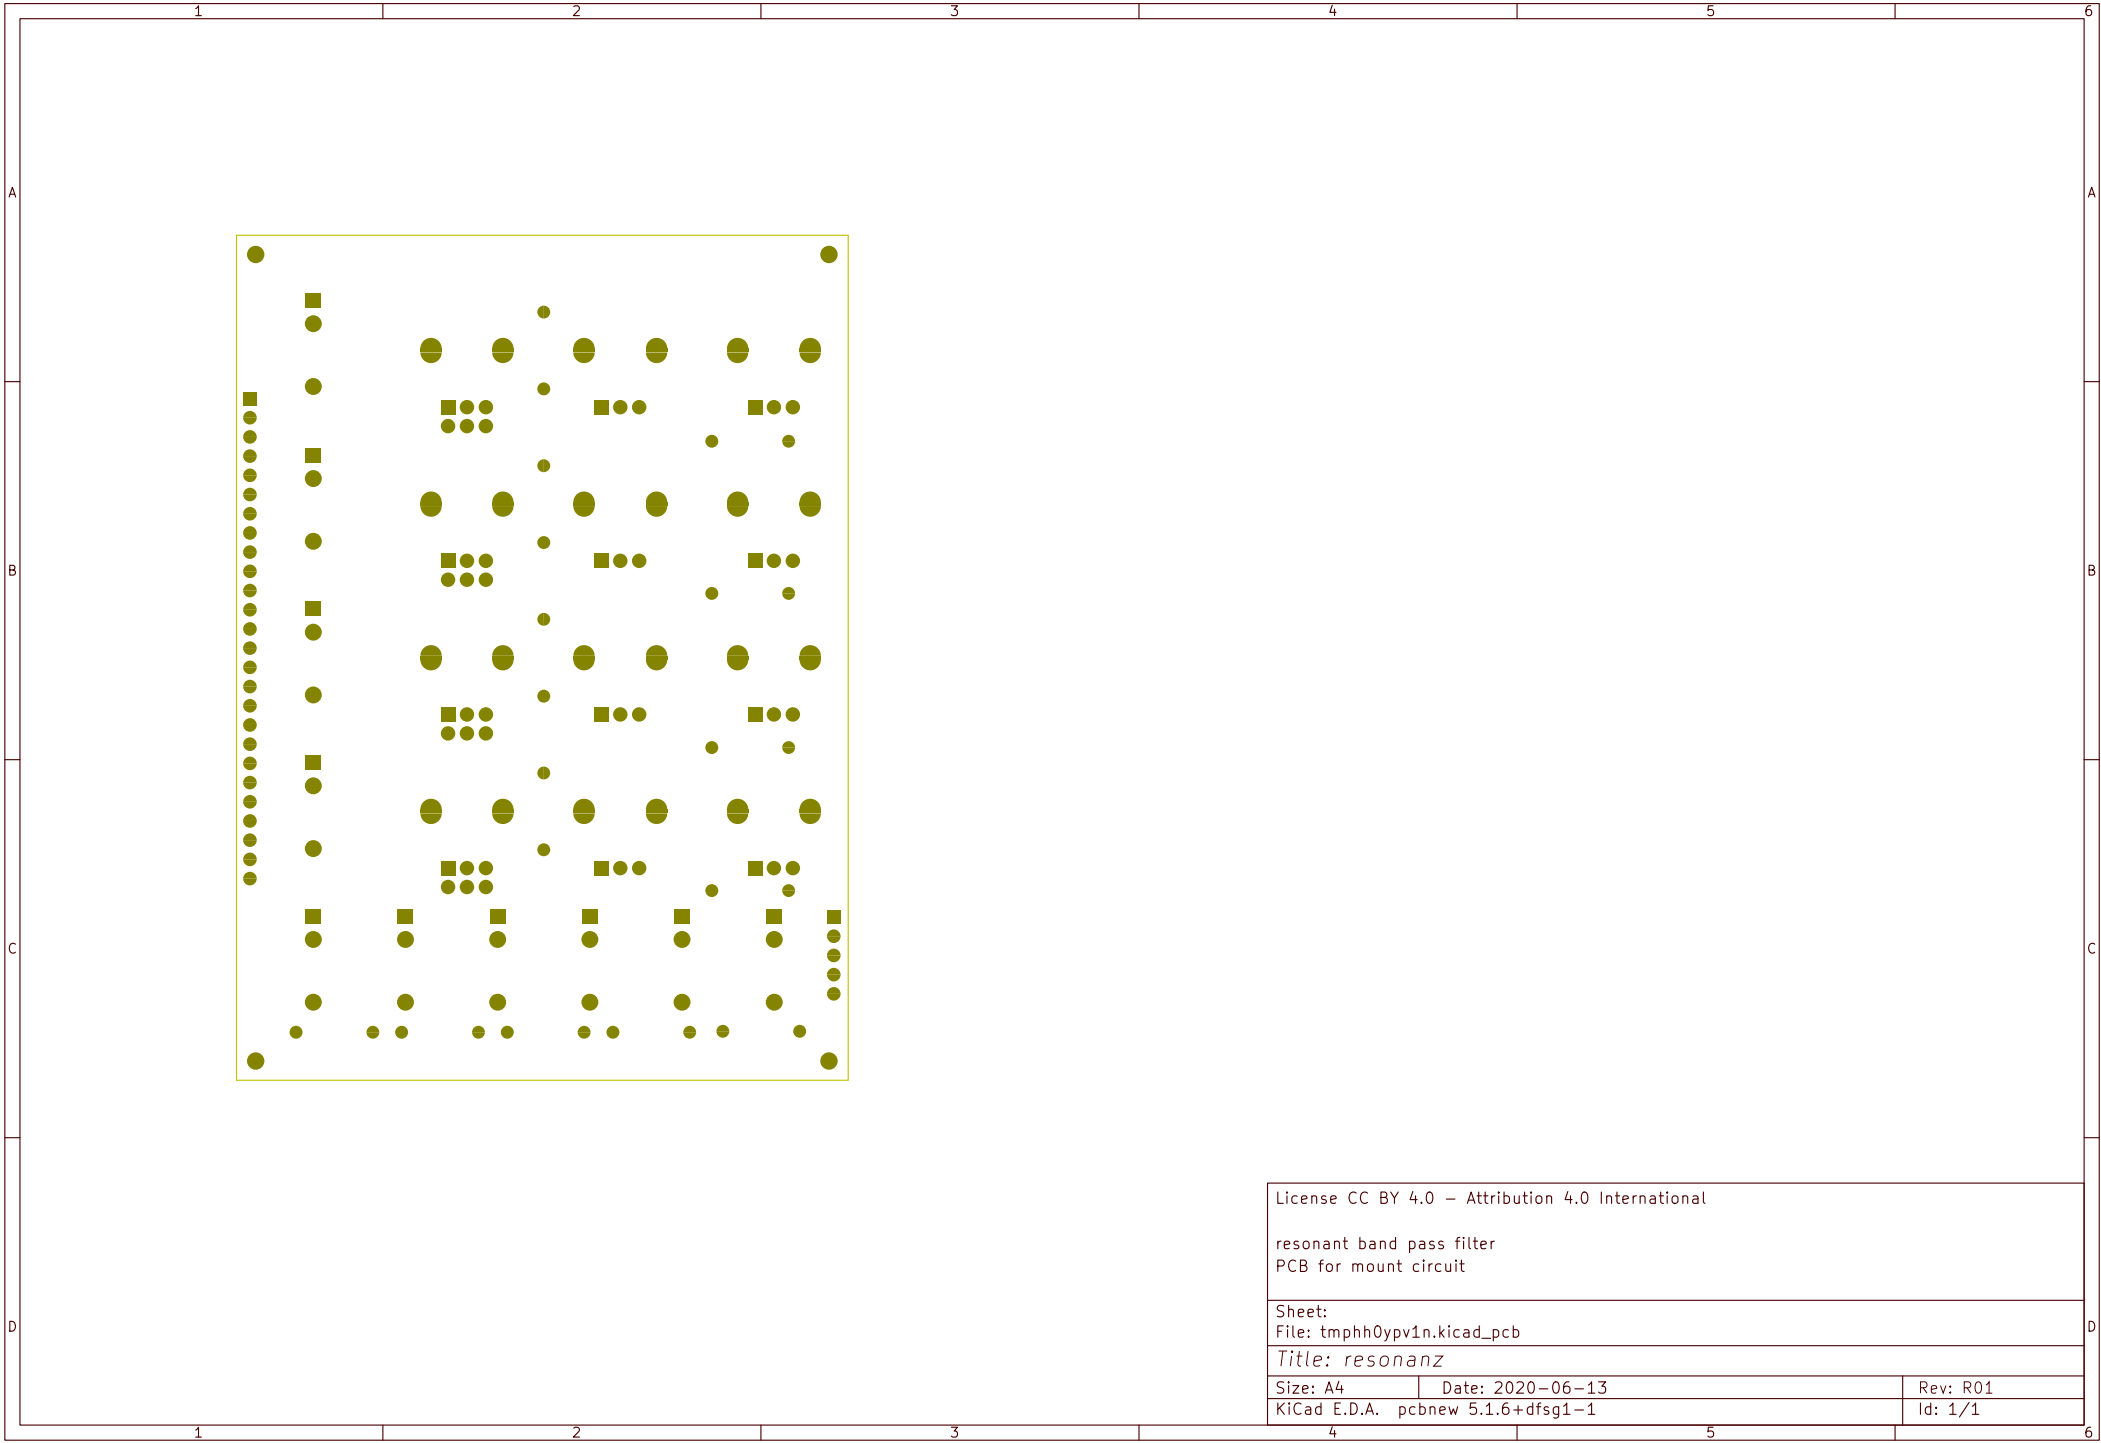 1 2 3 4 5 6
A A
B B
C C
D D
License CC BY 4.0 – Attribution 4.0 International
resonant band pass filter
PCB for mount circuit
Sheet:
File: tmphh0ypv1n.kicad_pcb
Title: resonanz
Size: A4 Date: 2020-06-13 Rev: R01
KiCad E.D.A. pcbnew 5.1.6+dfsg1-1 Id: 1/1
1 2 3 4 5 6